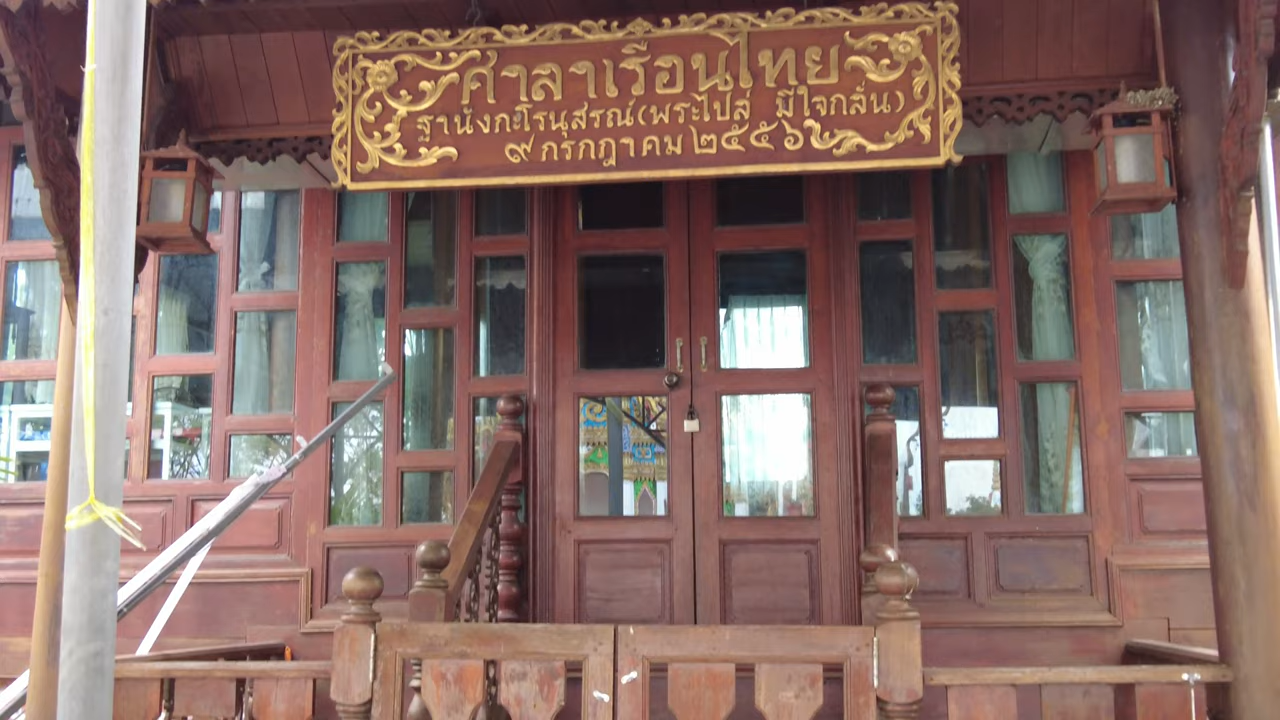 ศาลาเรือนไทย
ฐานังกะโรนุสรณ์(พระไปล่ มีใจกลั่น)
๙ กรกฎาคม ๒๕๕๖